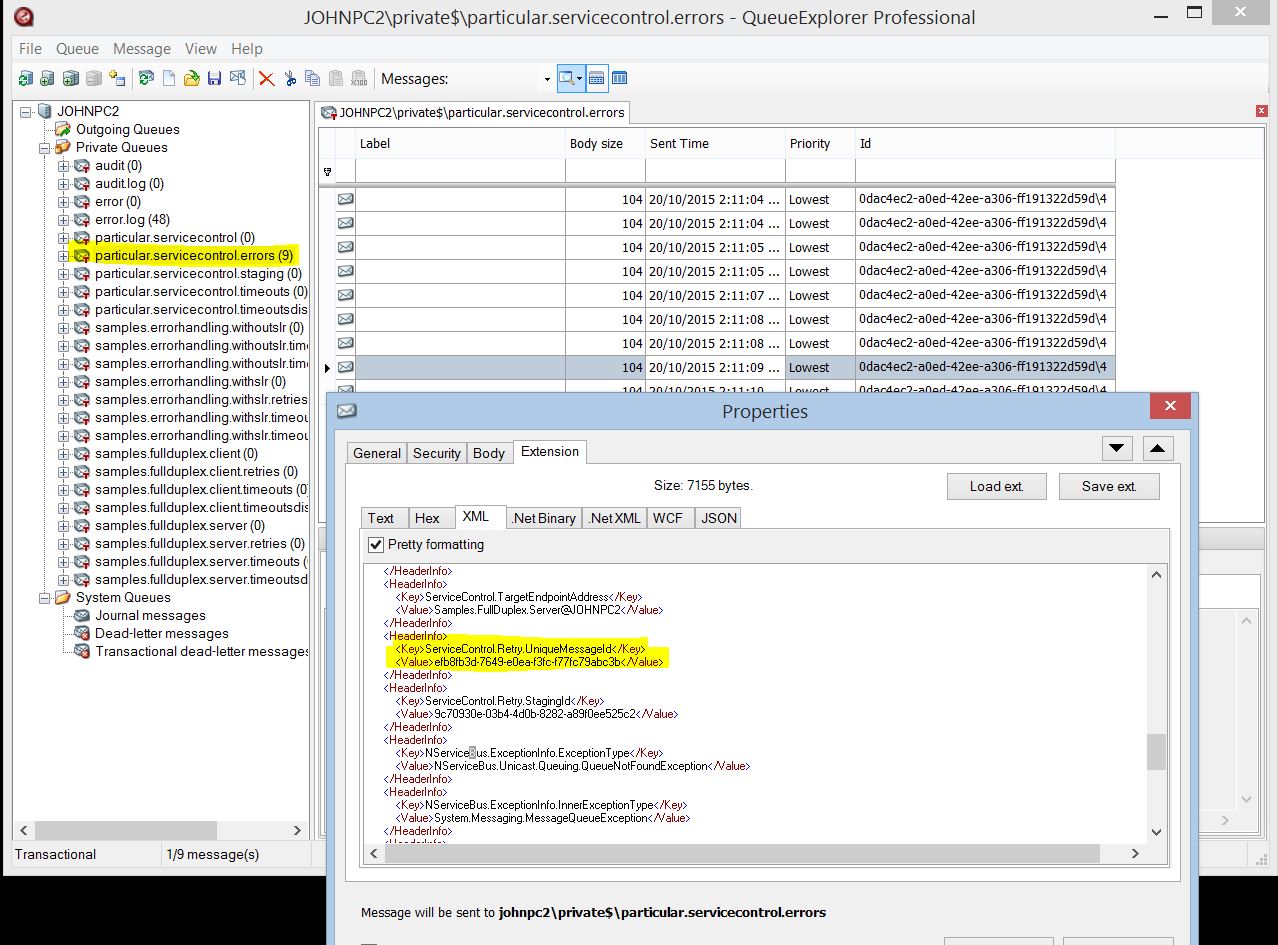 JOHNPC2\private$\particular.servicecontrol.errors - QueueExplorer Professional
File Queue Message View Help
Messages:
JOHNPC2
Outgoing Queues
Private Queues
audit (0)
audit.log (0)
error (0)
error.log (48)
particular.servicecontrol (0)
particular.servicecontrol.errors (9)
particular.servicecontrol.staging (0)
particular.servicecontrol.timeouts (0)
particular.servicecontrol.timeoutsdis
samples.errorhandling.withoutslr (0)
samples.errorhandling.withoutslr.time
samples.errorhandling.withoutslr.time
samples.errorhandling.withslr (0)
samples.errorhandling.withslr.retries
samples.errorhandling.withslr.timeou
samples.errorhandling.withslr.timeou
samples.fullduplex.client (0)
samples.fullduplex.client.retries (0)
samples.fullduplex.client.timeouts (0)
samples.fullduplex.client.timeoutsdis
samples.fullduplex.server (0)
samples.fullduplex.server.retries (0)
samples.fullduplex.server.timeouts (
samples.fullduplex.server.timeoutsd
System Queues
Journal messages
Dead-letter messages
Transactional dead-letter messages
Transactional 1/9 message(s)
JOHNPC2\private$\particular.servicecontrol.errors
Label Body size Sent Time Priority Id
104 20/10/2015 2:11:04 ... Lowest 0dac4ec2-a0ed-42ee-a306-ff191322d59d\4
104 20/10/2015 2:11:04 ... Lowest 0dac4ec2-a0ed-42ee-a306-ff191322d59d\4
104 20/10/2015 2:11:05 ... Lowest 0dac4ec2-a0ed-42ee-a306-ff191322d59d\4
104 20/10/2015 2:11:05 ... Lowest 0dac4ec2-a0ed-42ee-a306-ff191322d59d\4
104 20/10/2015 2:11:07 ... Lowest 0dac4ec2-a0ed-42ee-a306-ff191322d59d\4
104 20/10/2015 2:11:08 ... Lowest 0dac4ec2-a0ed-42ee-a306-ff191322d59d\4
104 20/10/2015 2:11:08 ... Lowest 0dac4ec2-a0ed-42ee-a306-ff191322d59d\4
104 20/10/2015 2:11:09 ... Lowest 0dac4ec2-a0ed-42ee-a306-ff191322d59d\4
104 20/10/2015 2:11:10 ... Lowest 0dac4ec2-a0ed-42ee-a306-ff191322d59d\4
Properties
General Security Body Extension
Size: 7155 bytes.
Load ext. Save ext.
Text Hex XML .Net Binary .Net XML WCF JSON
Pretty formatting
</HeaderInfo>
<HeaderInfo>
<Key>ServiceControl.TargetEndpointAddress</Key>
<Value>Samples.FullDuplex.Server@JOHNPC2</Value>
</HeaderInfo>
<HeaderInfo>
<Key>ServiceControl.Retry.UniqueMessageId</Key>
<Value>efb8fb3d-7649-e0ea-f3fc-f77fc79abc3b</Value>
</HeaderInfo>
<HeaderInfo>
<Key>ServiceControl.Retry.StagingId</Key>
<Value>9c70930e-03b4-4d0b-8282-a89f0ee525c2</Value>
</HeaderInfo>
<HeaderInfo>
<Key>NServiceBus.ExceptionInfo.ExceptionType</Key>
<Value>NServiceBus.Unicast.Queuing.QueueNotFoundException</Value>
</HeaderInfo>
<HeaderInfo>
<Key>NServiceBus.ExceptionInfo.InnerExceptionType</Key>
<Value>System.Messaging.MessageQueueException</Value>
</HeaderInfo>
Message will be sent to johnpc2\private$\particular.servicecontrol.errors